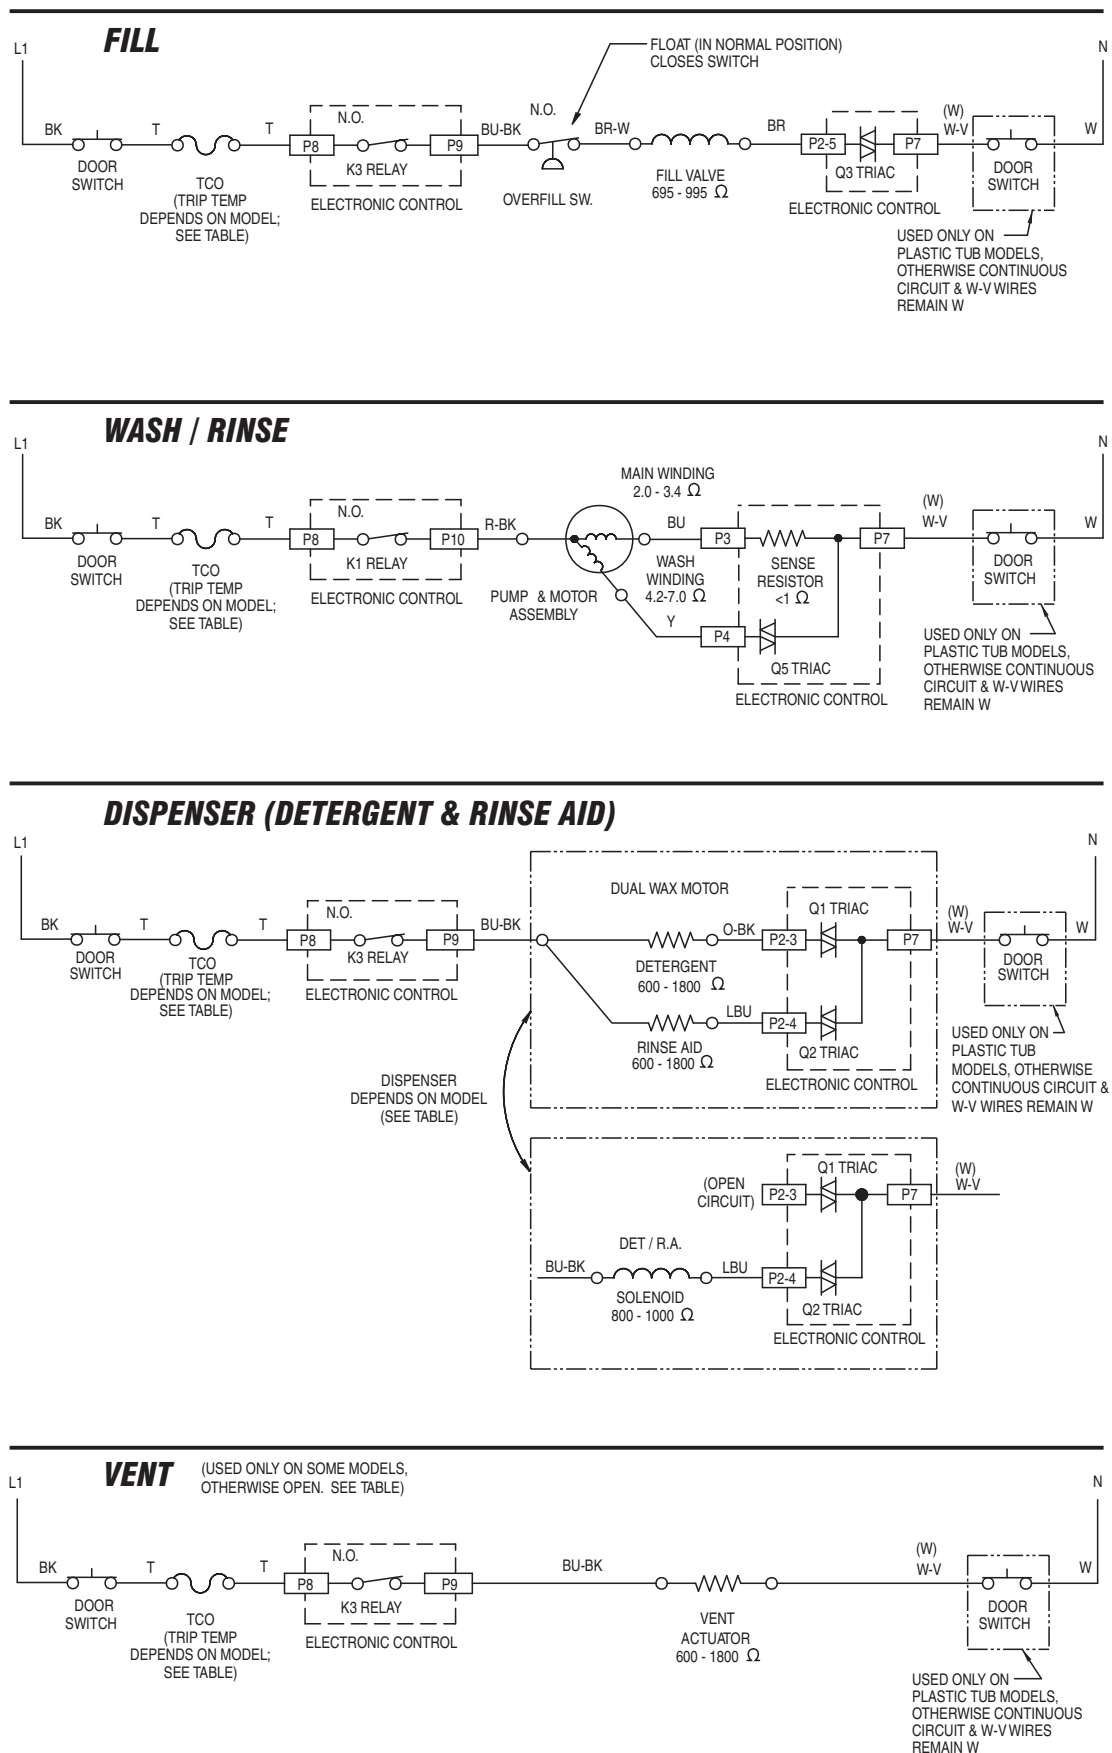 FILL
L1
N
FLOAT (IN NORMAL POSITION)
CLOSES SWITCH
BK
DOOR
SWITCH
T
TCO
(TRIP TEMP
DEPENDS ON MODEL;
SEE TABLE)
T
N.O.
P8
P9
K3 RELAY
ELECTRONIC CONTROL
BU-BK
N.O.
OVERFILL SW.
BR-W
FILL VALVE
695 - 995 Ω
BR
P2-5
P7
Q3 TRIAC
ELECTRONIC CONTROL
(W)
W-V
DOOR
SWITCH
W
USED ONLY ON
PLASTIC TUB MODELS,
OTHERWISE CONTINUOUS
CIRCUIT & W-V WIRES
REMAIN W
WASH / RINSE
L1
N
BK
DOOR
SWITCH
T
TCO
(TRIP TEMP
DEPENDS ON MODEL;
SEE TABLE)
T
N.O.
P8
P10
K1 RELAY
ELECTRONIC CONTROL
R-BK
PUMP & MOTOR
ASSEMBLY
MAIN WINDING
2.0 - 3.4 Ω
BU
WASH
WINDING
4.2-7.0 Ω
Y
P3
P7
SENSE
RESISTOR
<1 Ω
P4
Q5 TRIAC
ELECTRONIC CONTROL
(W)
W-V
DOOR
SWITCH
W
USED ONLY ON
PLASTIC TUB MODELS,
OTHERWISE CONTINUOUS
CIRCUIT & W-V WIRES
REMAIN W
DISPENSER (DETERGENT & RINSE AID)
L1
N
BK
DOOR
SWITCH
T
TCO
(TRIP TEMP
DEPENDS ON MODEL;
SEE TABLE)
T
N.O.
P8
P9
K3 RELAY
ELECTRONIC CONTROL
BU-BK
DUAL WAX MOTOR
DETERGENT
600 - 1800 Ω
O-BK
Q1 TRIAC
P2-3
P7
RINSE AID
600 - 1800 Ω
LBU
P2-4
Q2 TRIAC
ELECTRONIC CONTROL
(W)
W-V
DOOR
SWITCH
W
USED ONLY ON
PLASTIC TUB
MODELS, OTHERWISE
CONTINUOUS CIRCUIT &
W-V WIRES REMAIN W
DISPENSER
DEPENDS ON MODEL
(SEE TABLE)
(OPEN
CIRCUIT)
Q1 TRIAC
P2-3
P7
(W)
W-V
DET / R.A.
BU-BK
SOLENOID
800 - 1000 Ω
LBU
P2-4
Q2 TRIAC
ELECTRONIC CONTROL
VENT
(USED ONLY ON SOME MODELS,
OTHERWISE OPEN. SEE TABLE)
L1
N
BK
DOOR
SWITCH
T
TCO
(TRIP TEMP
DEPENDS ON MODEL;
SEE TABLE)
T
N.O.
P8
P9
K3 RELAY
ELECTRONIC CONTROL
BU-BK
VENT
ACTUATOR
600 - 1800 Ω
(W)
W-V
DOOR
SWITCH
W
USED ONLY ON
PLASTIC TUB MODELS,
OTHERWISE CONTINUOUS
CIRCUIT & W-V WIRES
REMAIN W